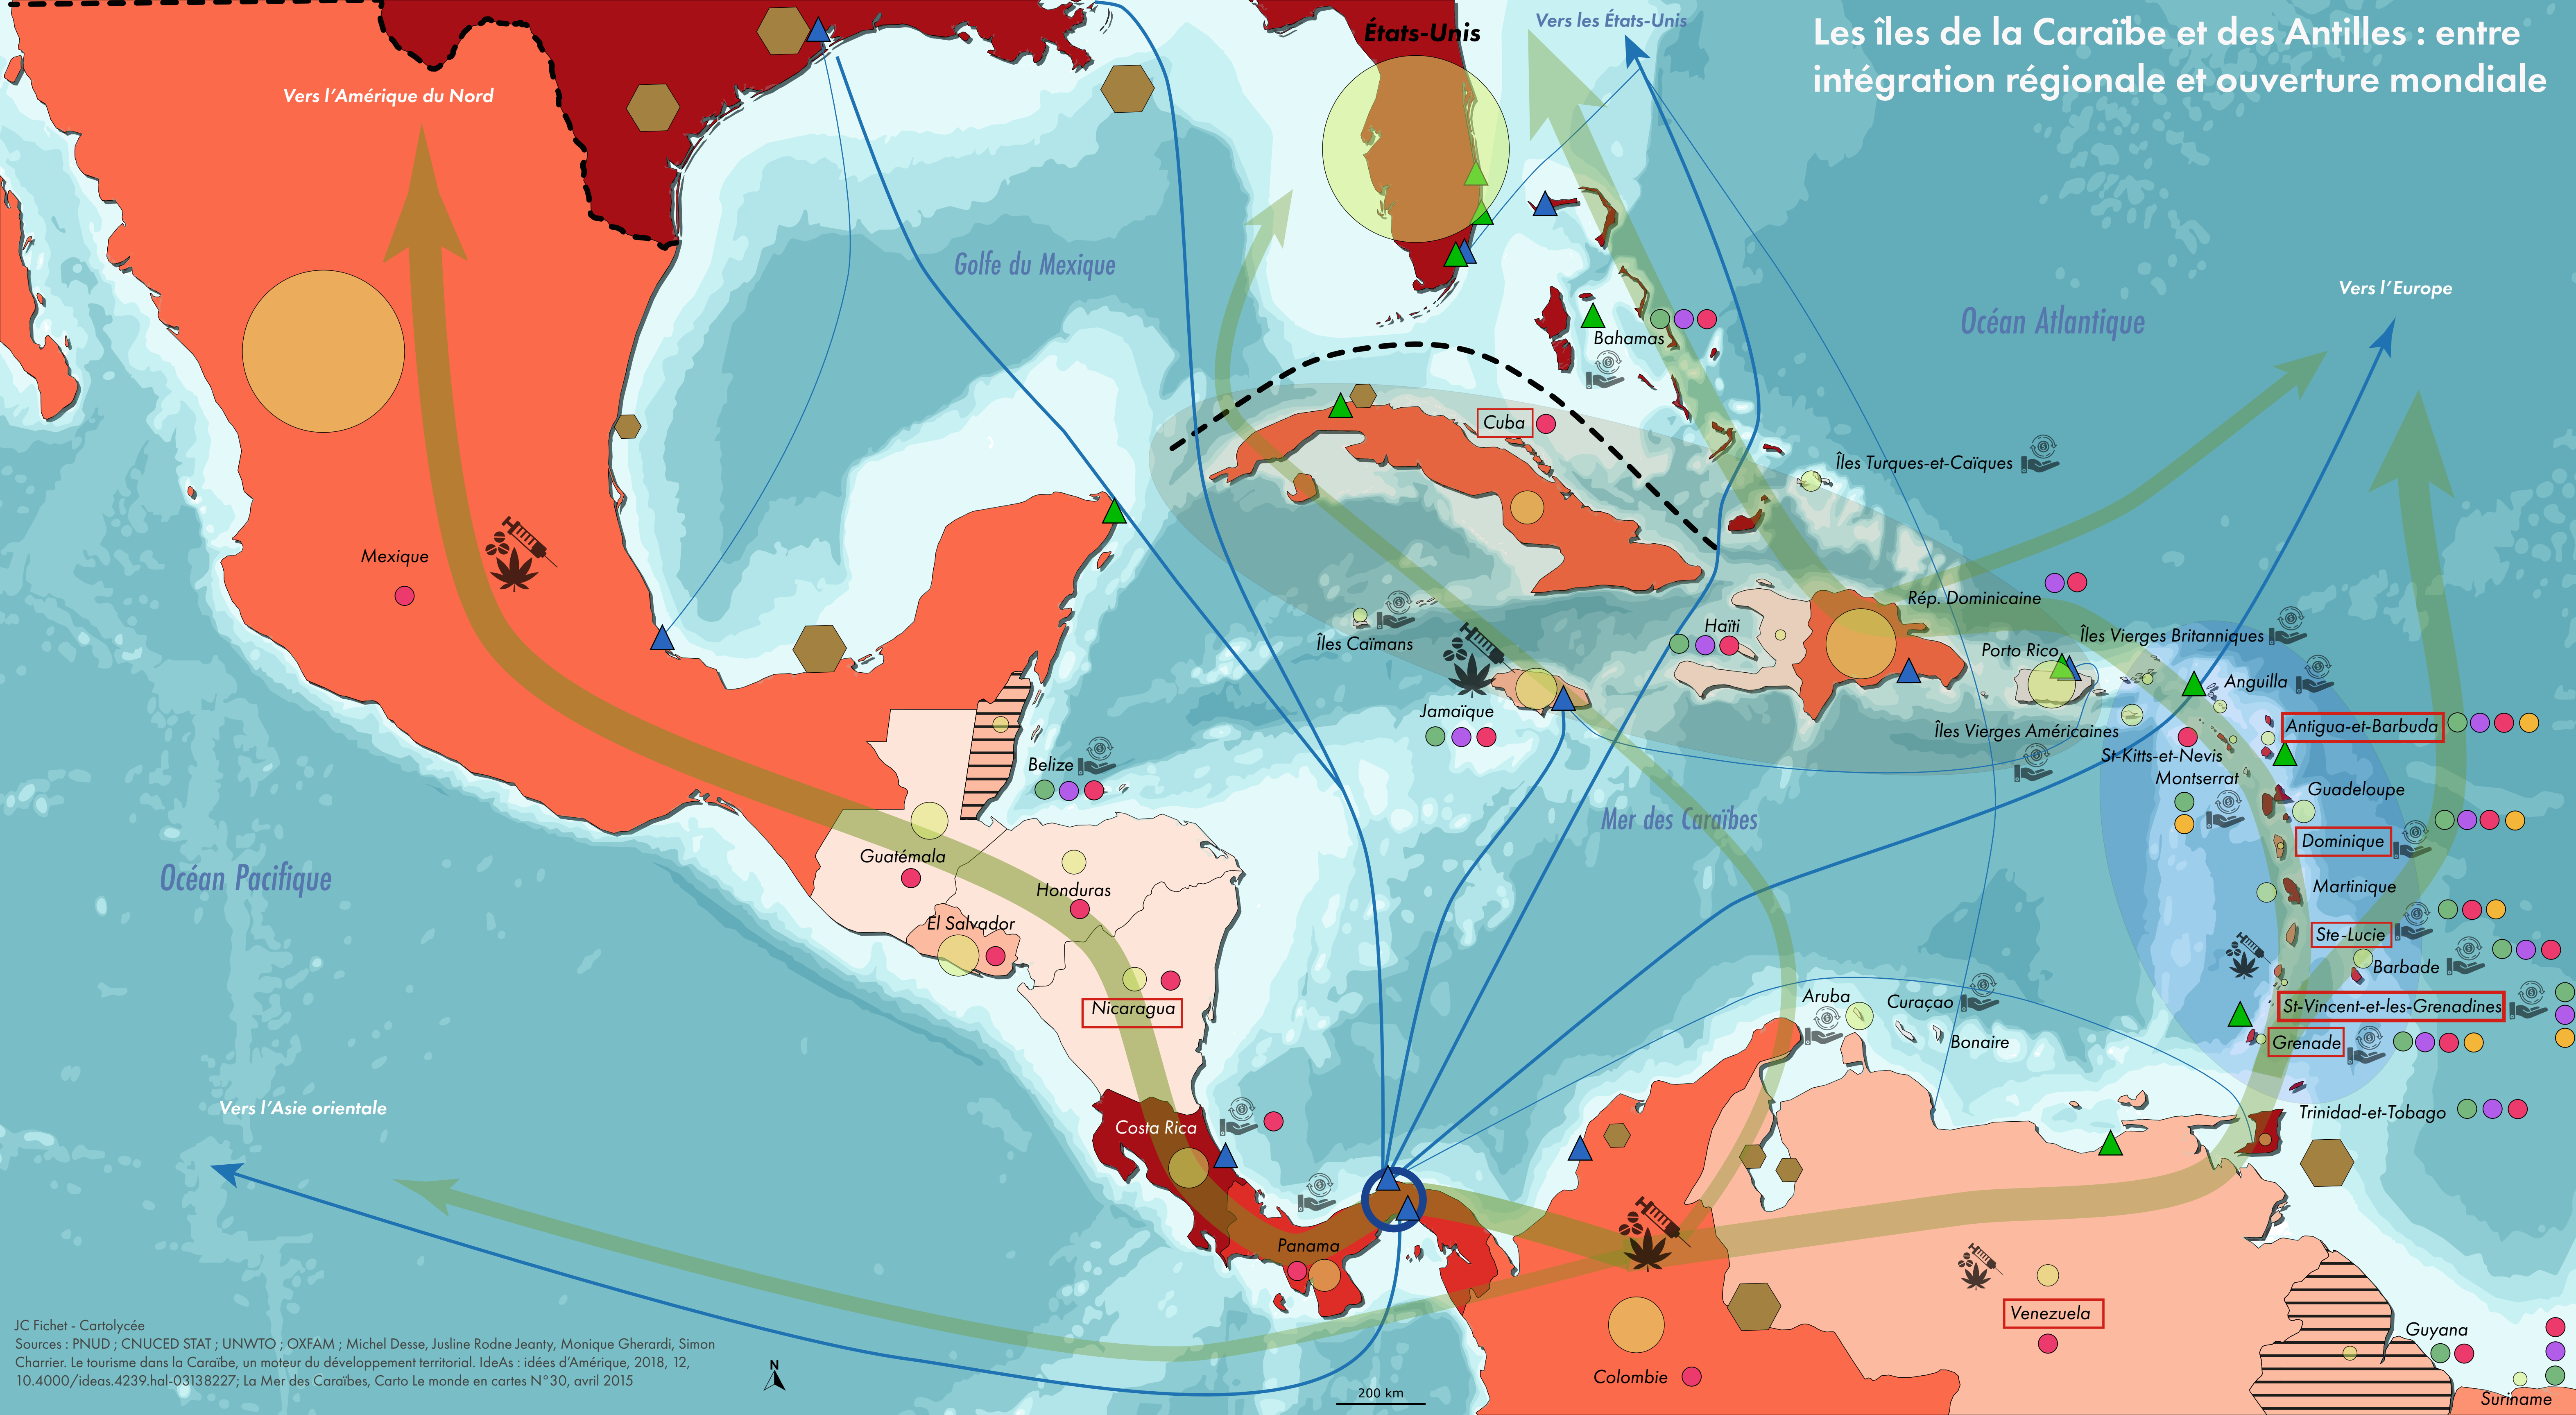 Les îles de la Caraïbe et des Antilles : entre
intégration régionale et ouverture mondiale
États-Unis
Vers les États-Unis
Vers l'Amérique du Nord
Golfe du Mexique
Océan Atlantique
Vers l'Europe
Bahamas
Cuba
Îles Turques-et-Caïques
Mexique
Îles Caïmans
Haïti
Rép. Dominicaine
Porto Rico
Îles Vierges Britanniques
Anguilla
Jamaïque
Îles Vierges Américaines
Antigua-et-Barbuda
St-Kitts-et-Nevis
Montserrat
Guadeloupe
Belize
Mer des Caraïbes
Dominique
Guatémala
Honduras
Martinique
Océan Pacifique
El Salvador
Ste-Lucie
Barbade
Nicaragua
Aruba
Curaçao
Bonaire
St-Vincent-et-les-Grenadines
Grenade
Vers l'Asie orientale
Costa Rica
Trinidad-et-Tobago
Panama
Venezuela
Colombie
Guyana
Suriname
JC Fichet - Cartolycée
Sources : PNUD ; CNUCED STAT ; UNWTO ; OXFAM ; Michel Desse, Jusline Rodne Jeanty, Monique Gherardi, Simon
Charrier. Le tourisme dans la Caraïbe, un moteur du développement territorial. IdeAs : idées d'Amérique, 2018, 12,
10.4000/ideas.4239.hal-03138227; La Mer des Caraïbes, Carto Le monde en cartes N°30, avril 2015
N
200 km